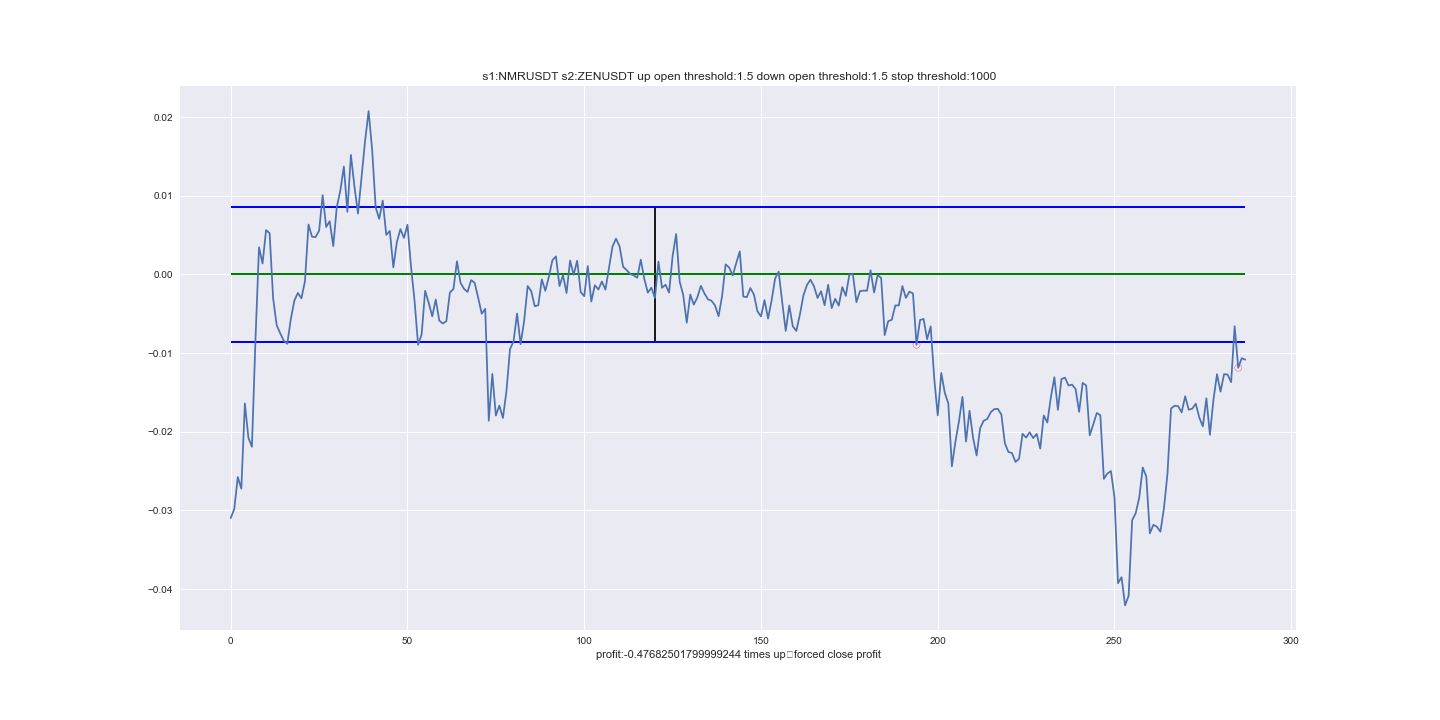 s1:NMRUSDT s2:ZENUSDT up open threshold:1.5 down open threshold:1.5 stop threshold:1000
0.02
0.01
0.00
−0.01
−0.02
−0.03
−0.04
0 50 100 150 200 250 300
profit:-0.47682501799999244 times up▯forced close profit